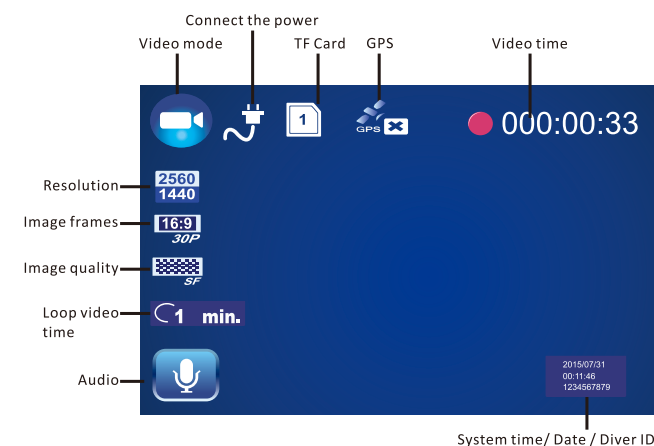 Connect the power
Video mode
TF Card
GPS
Video time
1
GPS
000:00:33
Resolution
2560
1440
Image frames
16:9
30P
Image quality
SF
Loop video
time
1 min.
Audio
2015/07/31
00:11:46
1234567879
System time/ Date / Diver ID